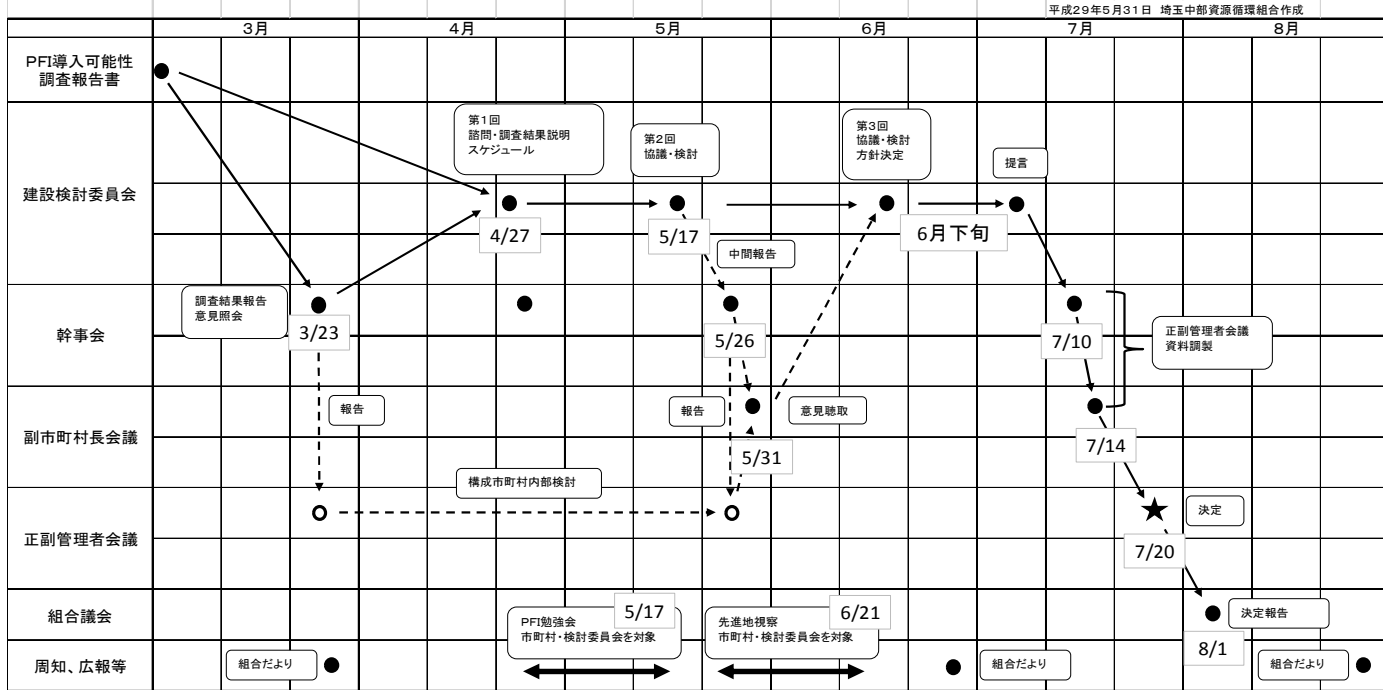 平成29年5月31日 埼玉中部資源循環組合作成
3月
4月
5月
6月
7月
8月
PFI導入可能性
調査報告書
建設検討委員会
第1回
諮問・調査結果説明
スケジュール
第2回
協議・検討
第3回
協議・検討
方針決定
提言
4/27
5/17
6月下旬
中間報告
幹事会
調査結果報告
意見照会
3/23
5/26
7/10
正副管理者会議
資料調製
副市町村長会議
報告
報告
意見聴取
5/31
7/14
正副管理者会議
構成市町村内部検討
決定
7/20
組合議会
PFI勉強会
市町村・検討委員会を対象
5/17
先進地視察
市町村・検討委員会を対象
6/21
決定報告
8/1
周知、広報等
組合だより
組合だより
組合だより